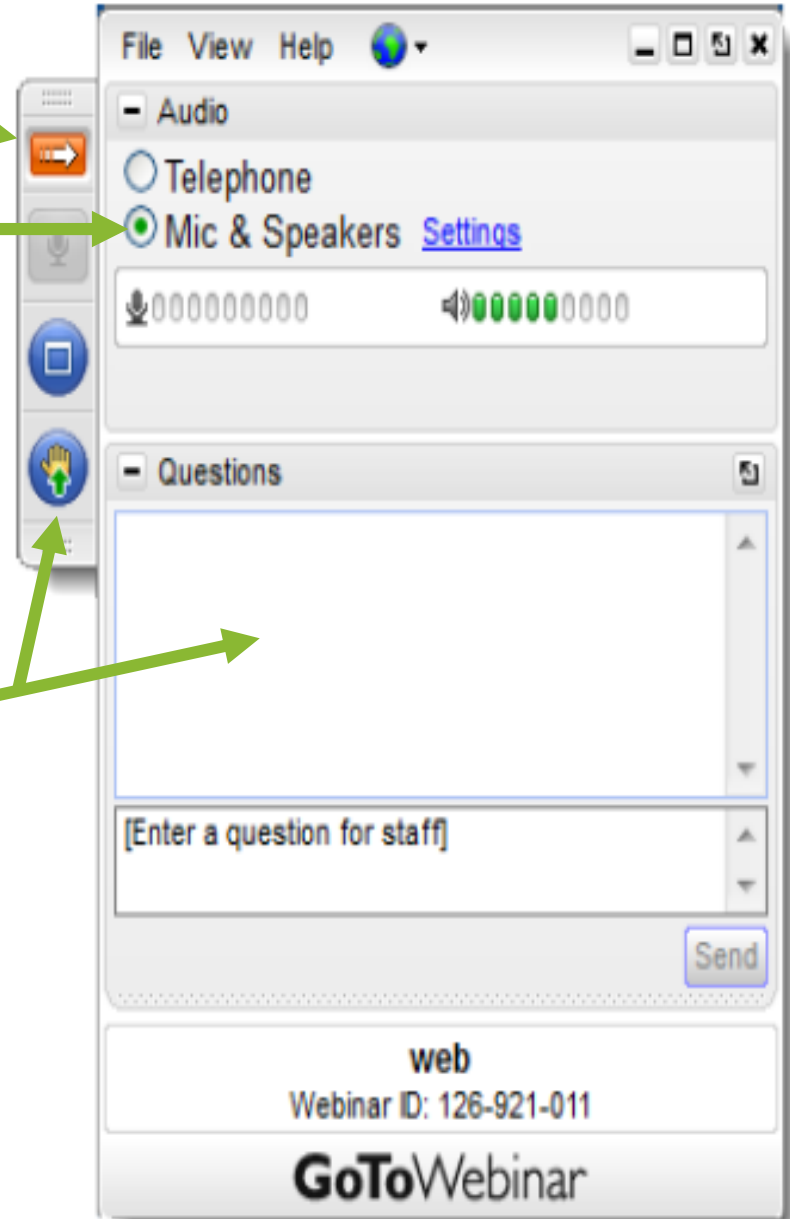 File View Help
Audio
Telephone
Mic & Speakers Settings
Questions
[Enter a question for staff]
Send
web
Webinar ID: 126-921-011
GoToWebinar